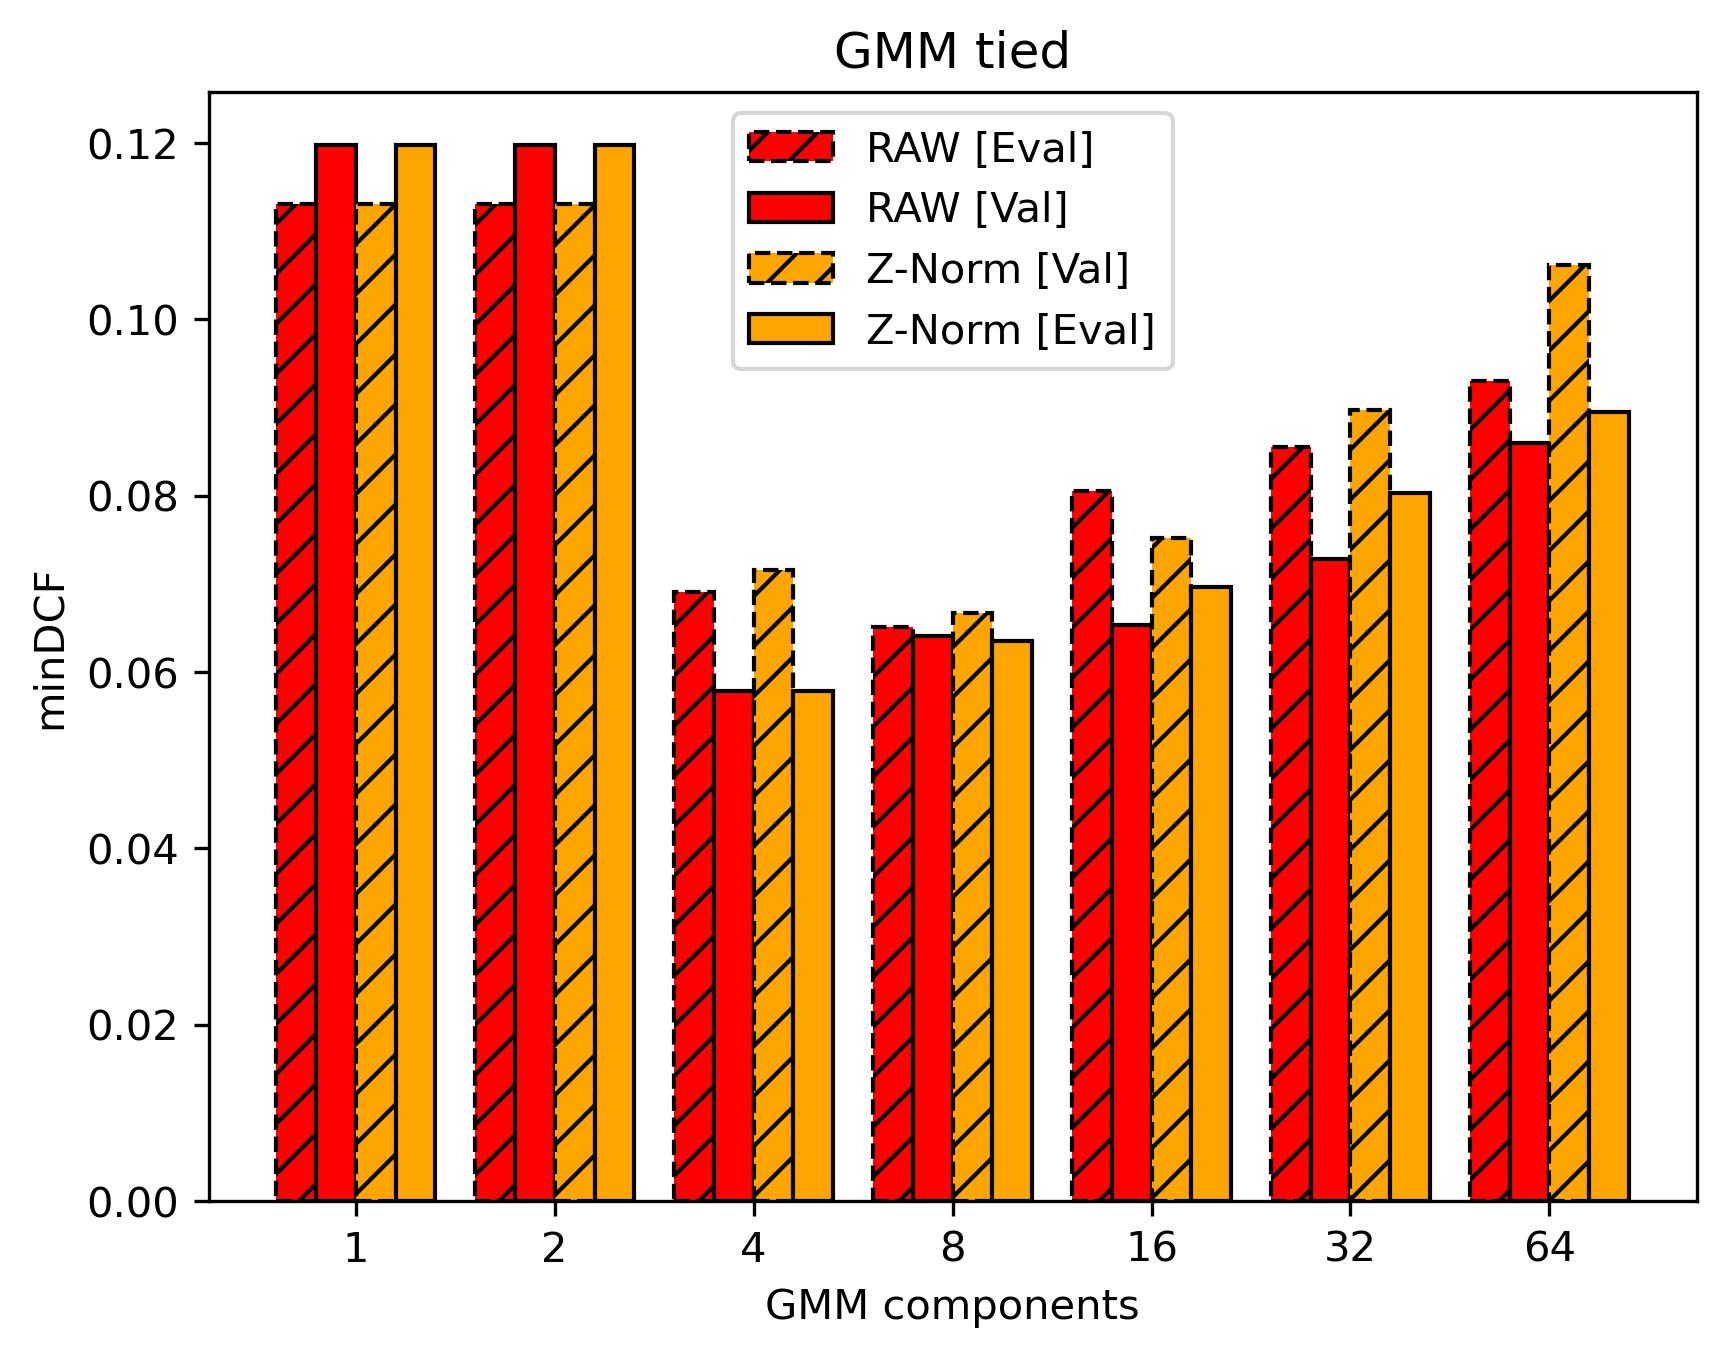 GMM tied
RAW [Eval]
RAW [Val]
Z-Norm [Val]
Z-Norm [Eval]
minDCF
0.12
0.10
0.08
0.06
0.04
0.02
0.00
1 2 4 8 16 32 64
GMM components